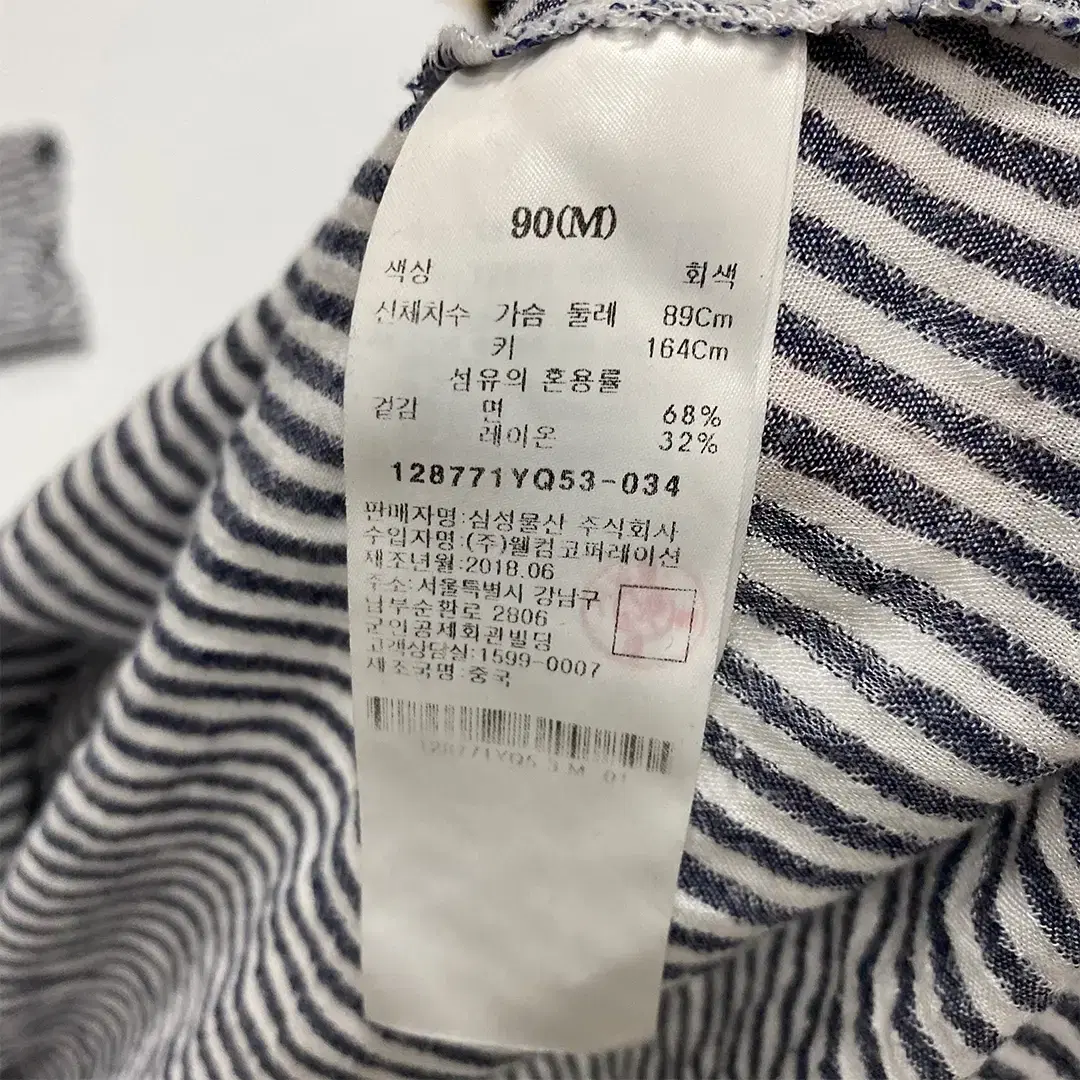 90(M)
색상 회색
신체치수 가슴 둘레 89Cm
키 164Cm
섬유의 혼용률
겉감 면 68%
레이온 32%
128771YQ53-034
판매자명:삼성물산 주식회사
수입자명:(주)웰컴코퍼레이션
제조년월:2018.06
주소:서울특별시 강남구
남부순환로 2806
군인공제회관빌딩
고객상담실:1599-0007
제조국명:중국
128771YQ5 3 M 01